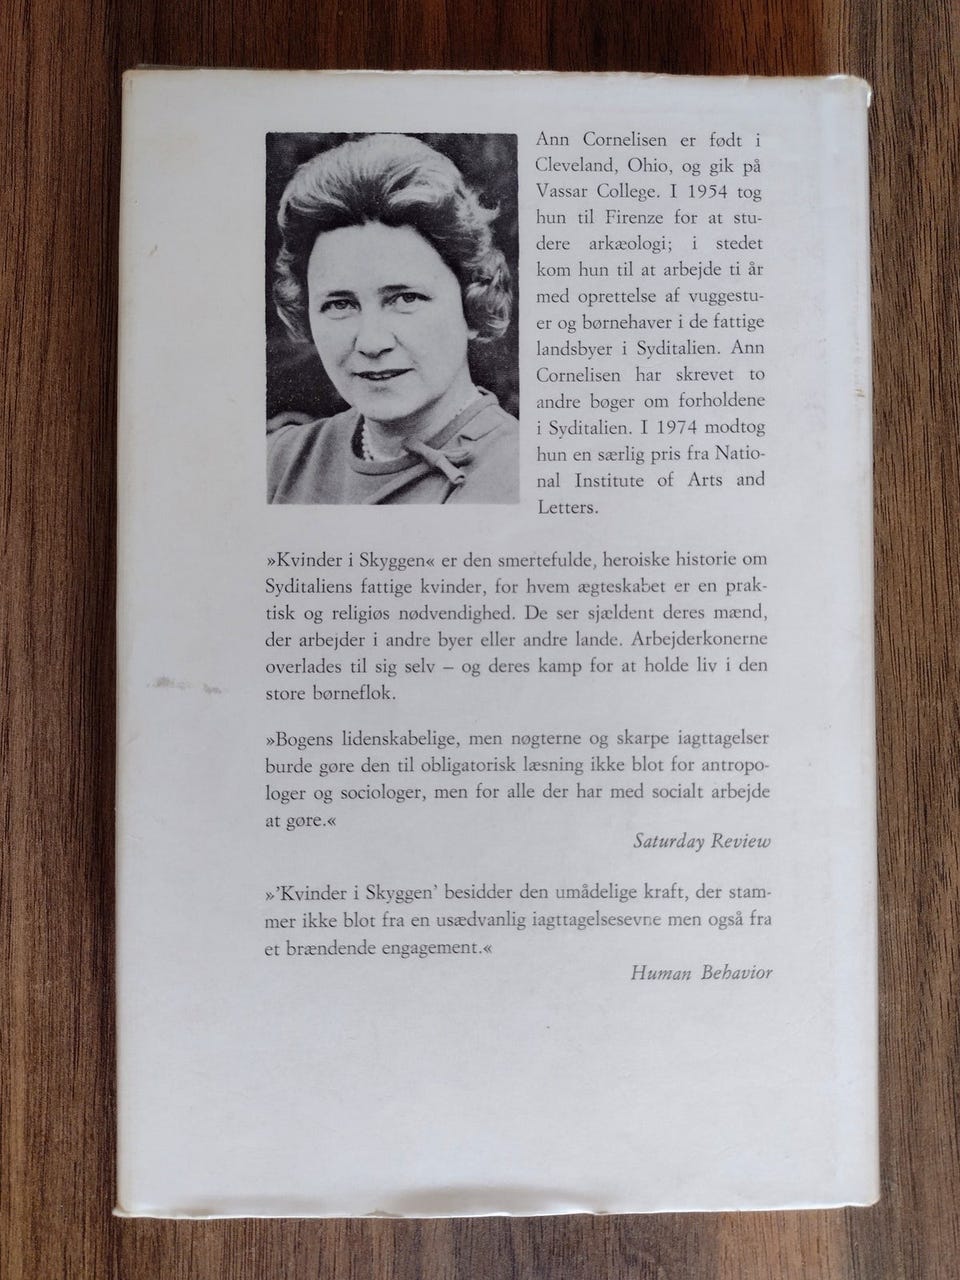 Ann Cornelisen er født i
Cleveland, Ohio, og gik på
Vassar College. I 1954 tog
hun til Firenze for at stu-
dere arkæologi; i stedet
kom hun til at arbejde ti år
med oprettelse af vuggestu-
er og børnehaver i de fattige
landsbyer i Syditalien. Ann
Cornelisen har skrevet to
andre bøger om forholdene
i Syditalien. I 1974 modtog
hun en særlig pris fra Natio-
nal Institute of Arts and
Letters.
»Kvinder i Skyggen« er den smertefulde, heroiske historie om
Syditaliens fattige kvinder, for hvem ægteskabet er en prak-
tisk og religiøs nødvendighed. De ser sjældent deres mænd,
der arbejder i andre byer eller andre lande. Arbejderkonerne
overlades til sig selv – og deres kamp for at holde liv i den
store børneflok.
»Bogens lidenskabelige, men nøgterne og skarpe iagttagelser
burde gøre den til obligatorisk læsning ikke blot for antropo-
loger og sociologer, men for alle der har med socialt arbejde
at gøre.«
Saturday Review
»'Kvinder i Skyggen' besidder den umådelige kraft, der stam-
mer ikke blot fra en usædvanlig iagttagelsesevne men også fra
et brændende engagement.«
Human Behavior